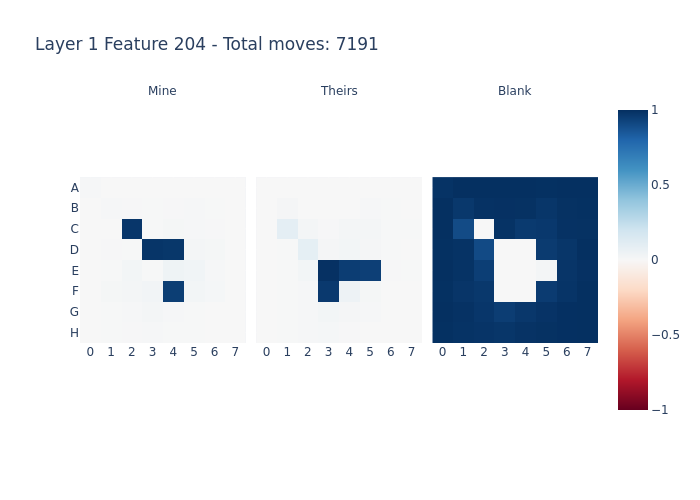 Layer 1 Feature 204 - Total moves: 7191
Mine Theirs Blank
A
B
C
D
E
F
G
H
0 1 2 3 4 5 6 7 0 1 2 3 4 5 6 7 0 1 2 3 4 5 6 7
1
0.5
0
−0.5
−1